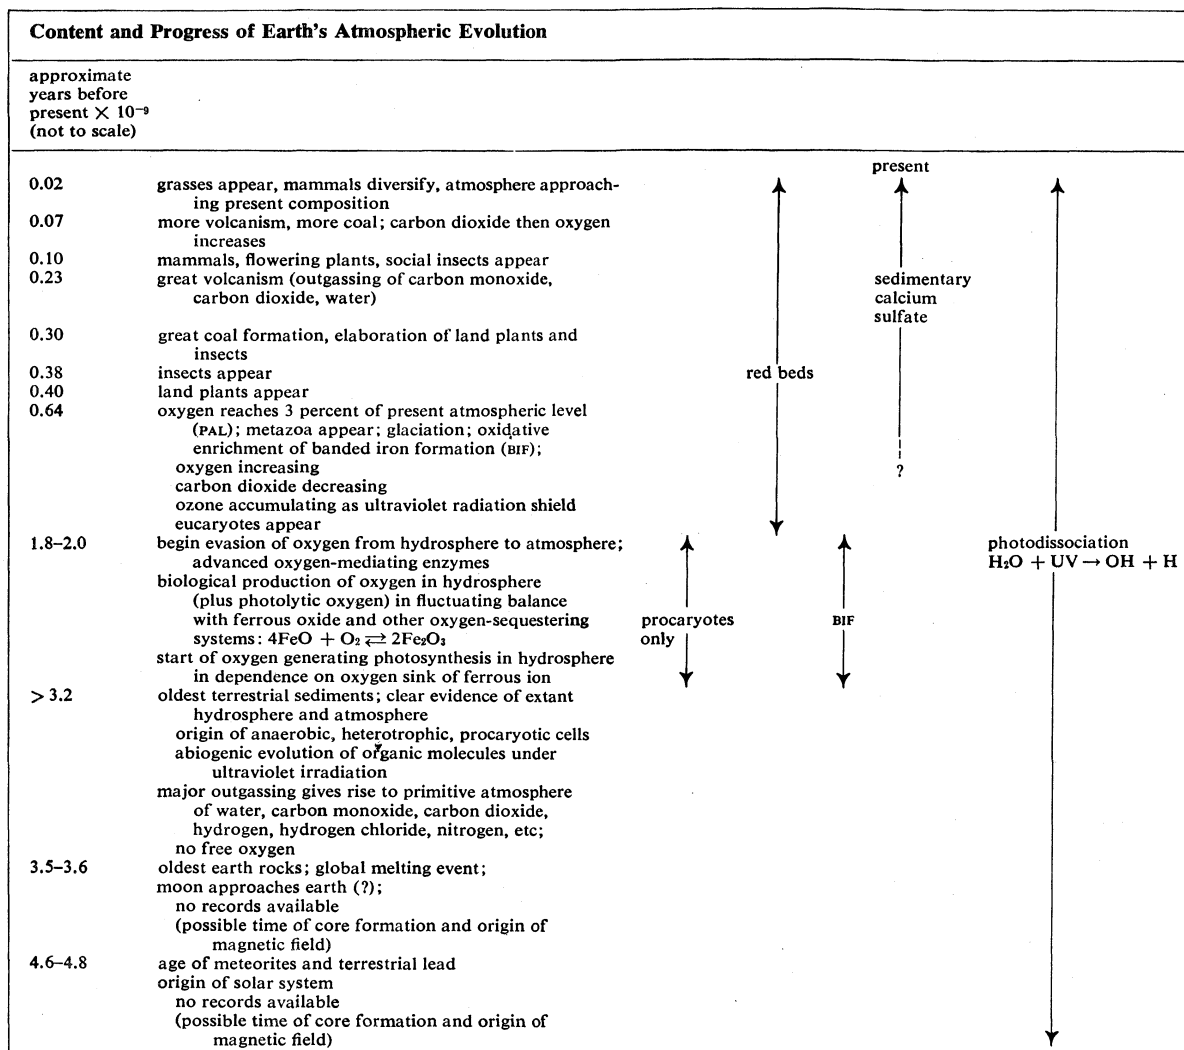 Content and Progress of Earth's Atmospheric Evolution
approximate
years before
present × 10⁻⁹
(not to scale)
present
0.02 grasses appear, mammals diversify, atmosphere approach-
ing present composition
0.07 more volcanism, more coal; carbon dioxide then oxygen
increases
0.10 mammals, flowering plants, social insects appear
0.23 great volcanism (outgassing of carbon monoxide,
carbon dioxide, water)
sedimentary
calcium
sulfate
0.30 great coal formation, elaboration of land plants and
insects
0.38 insects appear
red beds
0.40 land plants appear
0.64 oxygen reaches 3 percent of present atmospheric level
(PAL); metazoa appear; glaciation; oxidative
enrichment of banded iron formation (BIF);
oxygen increasing
?
carbon dioxide decreasing
ozone accumulating as ultraviolet radiation shield
eucaryotes appear
1.8–2.0 begin evasion of oxygen from hydrosphere to atmosphere;
advanced oxygen-mediating enzymes
photodissociation
H₂O + UV → OH + H
biological production of oxygen in hydrosphere
(plus photolytic oxygen) in fluctuating balance
with ferrous oxide and other oxygen-sequestering
systems: 4FeO + O₂ ⇄ 2Fe₂O₃
procaryotes
only
BIF
start of oxygen generating photosynthesis in hydrosphere
in dependence on oxygen sink of ferrous ion
> 3.2 oldest terrestrial sediments; clear evidence of extant
hydrosphere and atmosphere
origin of anaerobic, heterotrophic, procaryotic cells
abiogenic evolution of organic molecules under
ultraviolet irradiation
major outgassing gives rise to primitive atmosphere
of water, carbon monoxide, carbon dioxide,
hydrogen, hydrogen chloride, nitrogen, etc;
no free oxygen
3.5–3.6 oldest earth rocks; global melting event;
moon approaches earth (?);
no records available
(possible time of core formation and origin of
magnetic field)
4.6–4.8 age of meteorites and terrestrial lead
origin of solar system
no records available
(possible time of core formation and origin of
magnetic field)